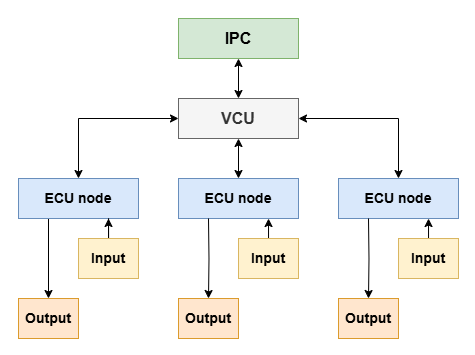 IPC
VCU
ECU node
ECU node
ECU node
Input
Input
Input
Output
Output
Output